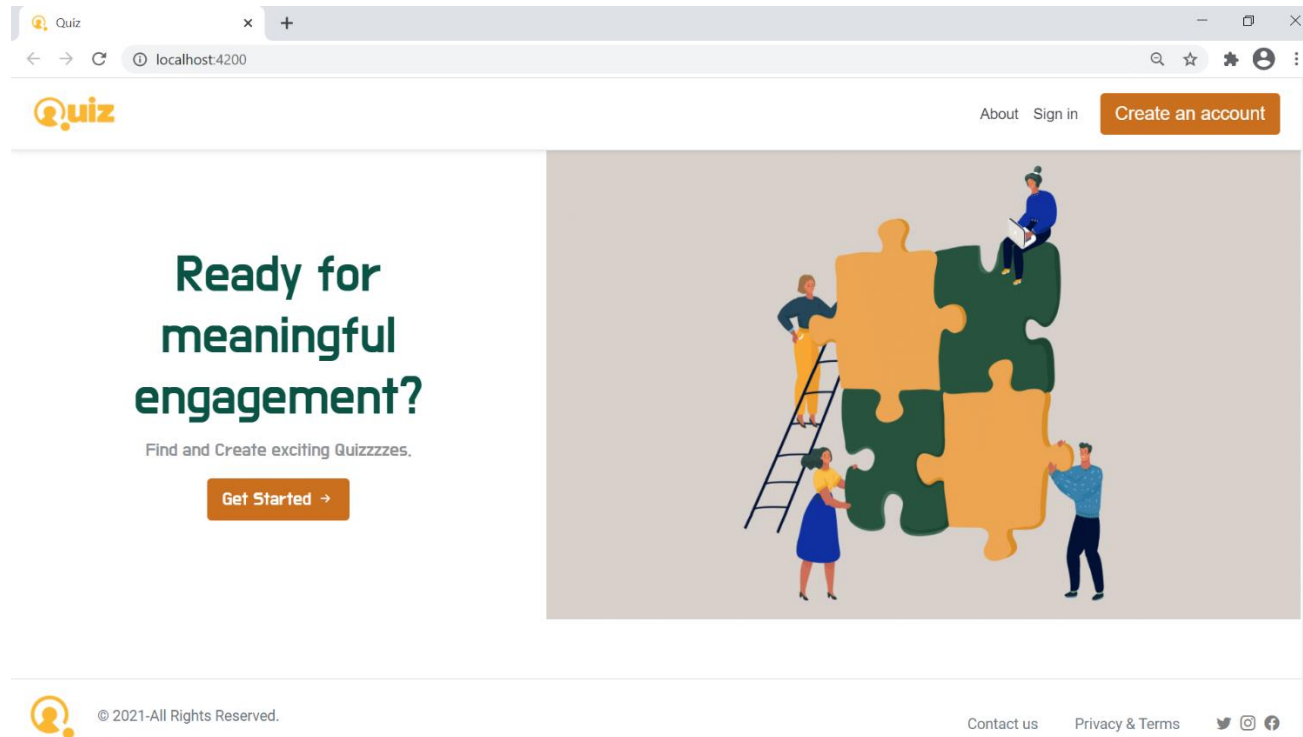 Quiz
localhost:4200
Quiz
About Sign in Create an account
Ready for
meaningful
engagement?
Find and Create exciting Quizzzzes.
Get Started →
© 2021-All Rights Reserved.
Contact us Privacy & Terms